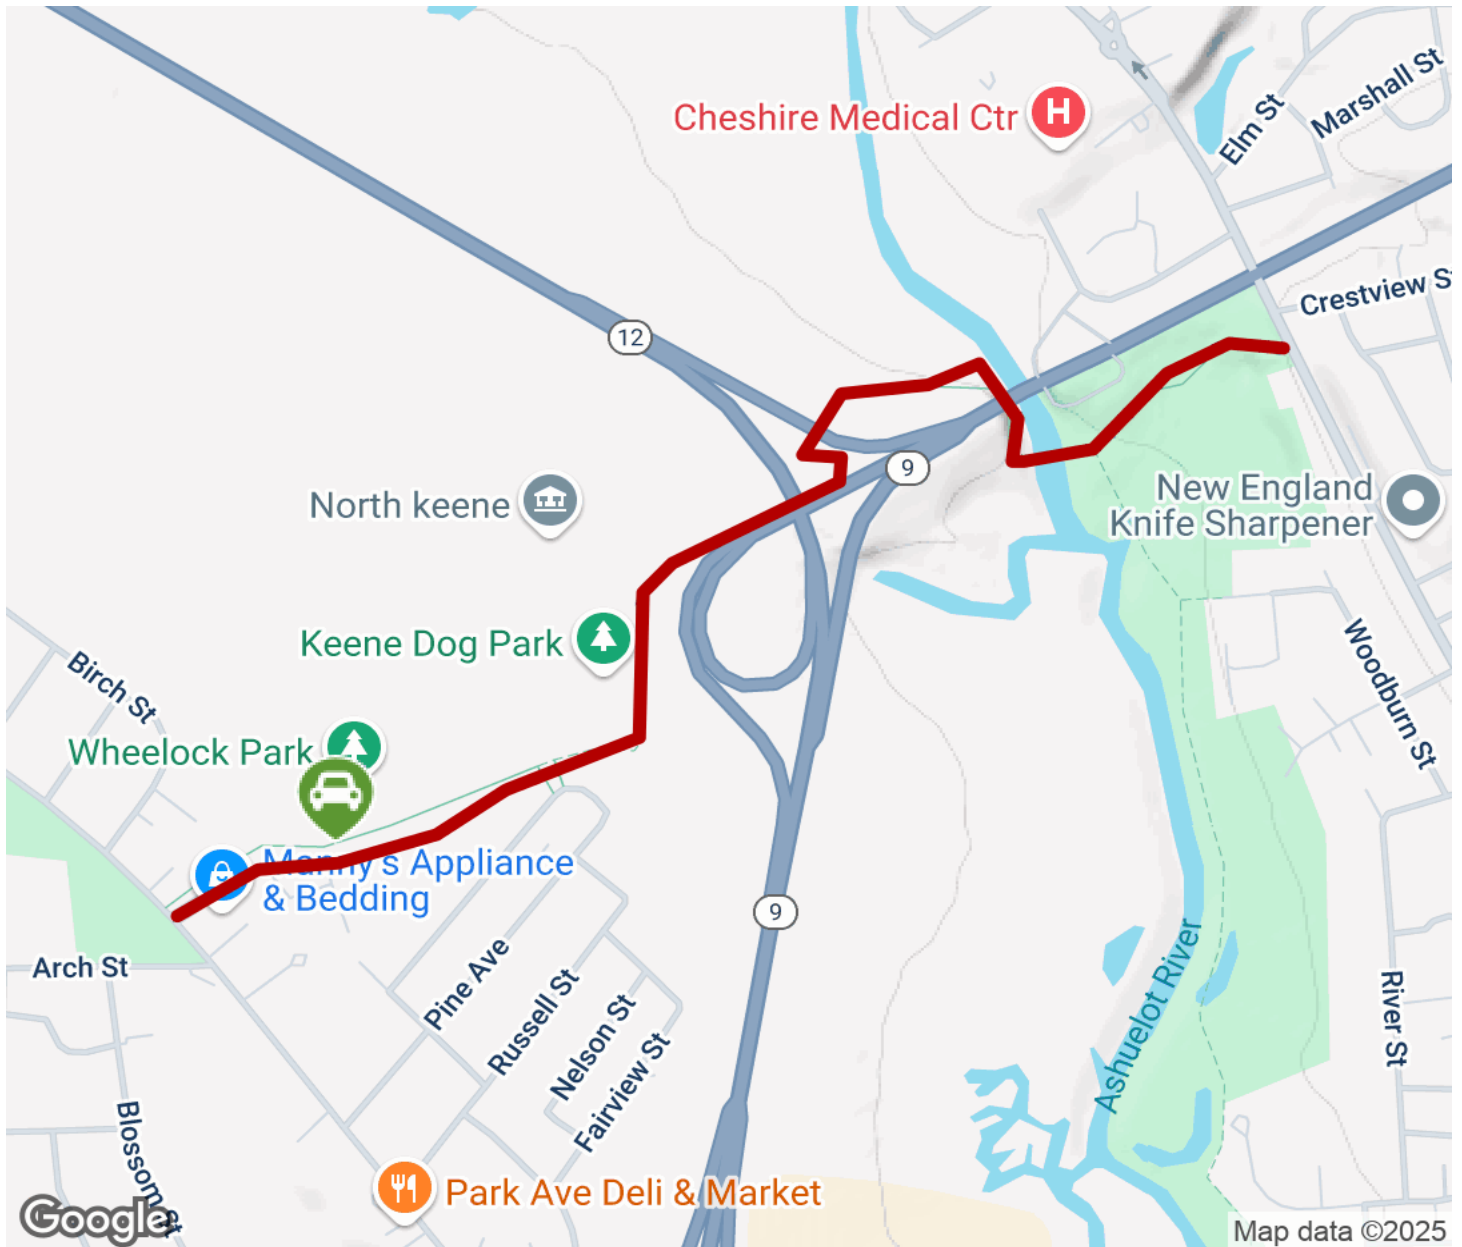 Cheshire Medical Ctr
H
Elm St
Marshall St
12
Crestview S
9
North keene
New England
Knife Sharpener
Keene Dog Park
Birch St
Wheelock Park
Woodburn St
Manny's Appliance
& Bedding
9
Arch St
Pine Ave
Russell St
Nelson St
Fairview St
Ashuelot River
River St
Blossom St
Park Ave Deli & Market
Google
Map data ©2025